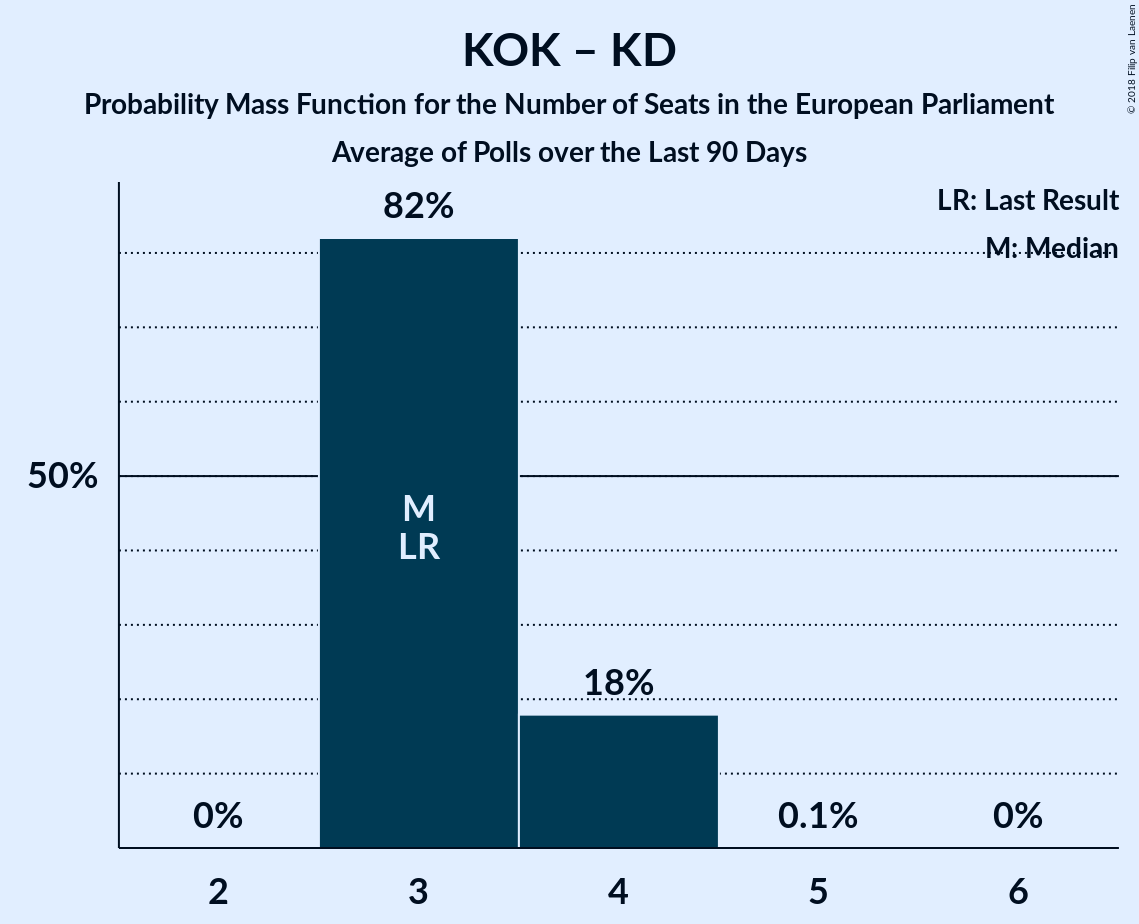 KOK – KD
Probability Mass Function for the Number of Seats in the European Parliament
Average of Polls over the Last 90 Days
© 2018 Filip van Laenen
LR: Last Result
M: Median
82%
50%
M
LR
18%
0%
0.1%
0%
2
3
4
5
6